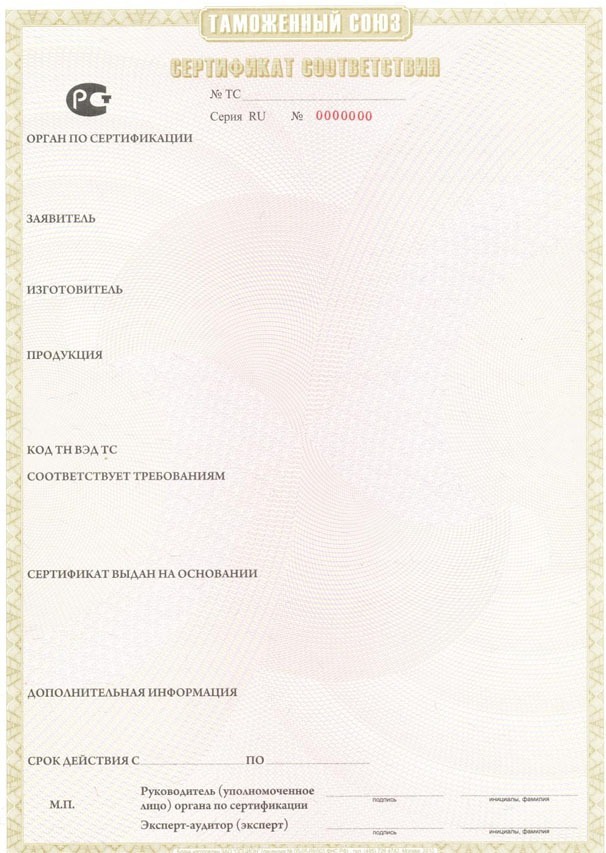 ТАМОЖЕННЫЙ СОЮЗ
СЕРТИФИКАТ СООТВЕТСТВИЯ
№ ТС
Серия RU № 0000000
ОРГАН ПО СЕРТИФИКАЦИИ
ЗАЯВИТЕЛЬ
ИЗГОТОВИТЕЛЬ
ПРОДУКЦИЯ
КОД ТН ВЭД ТС
СООТВЕТСТВУЕТ ТРЕБОВАНИЯМ
СЕРТИФИКАТ ВЫДАН НА ОСНОВАНИИ
ДОПОЛНИТЕЛЬНАЯ ИНФОРМАЦИЯ
СРОК ДЕЙСТВИЯ С ПО
М.П.
Руководитель (уполномоченное
лицо) органа по сертификации
подпись инициалы, фамилия
Эксперт-аудитор (эксперт)
подпись инициалы, фамилия